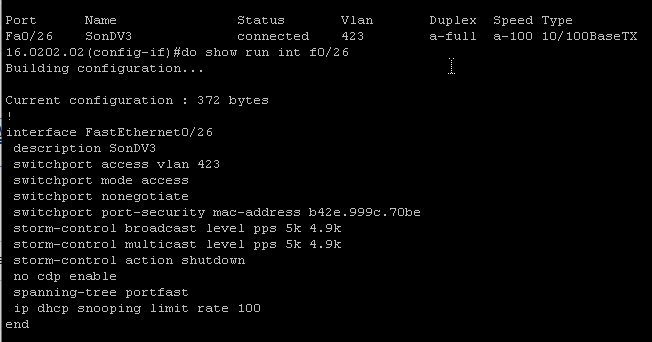 Port Name Status Vlan Duplex Speed Type
Fa0/26 SonDV3 connected 423 a-full a-100 10/100BaseTX
16.0202.02(config-if)#do show run int f0/26
Building configuration...
Current configuration : 372 bytes
!
interface FastEthernet0/26
description SonDV3
switchport access vlan 423
switchport mode access
switchport nonegotiate
switchport port-security mac-address b42e.999c.70be
storm-control broadcast level pps 5k 4.9k
storm-control multicast level pps 5k 4.9k
storm-control action shutdown
no cdp enable
spanning-tree portfast
ip dhcp snooping limit rate 100
end